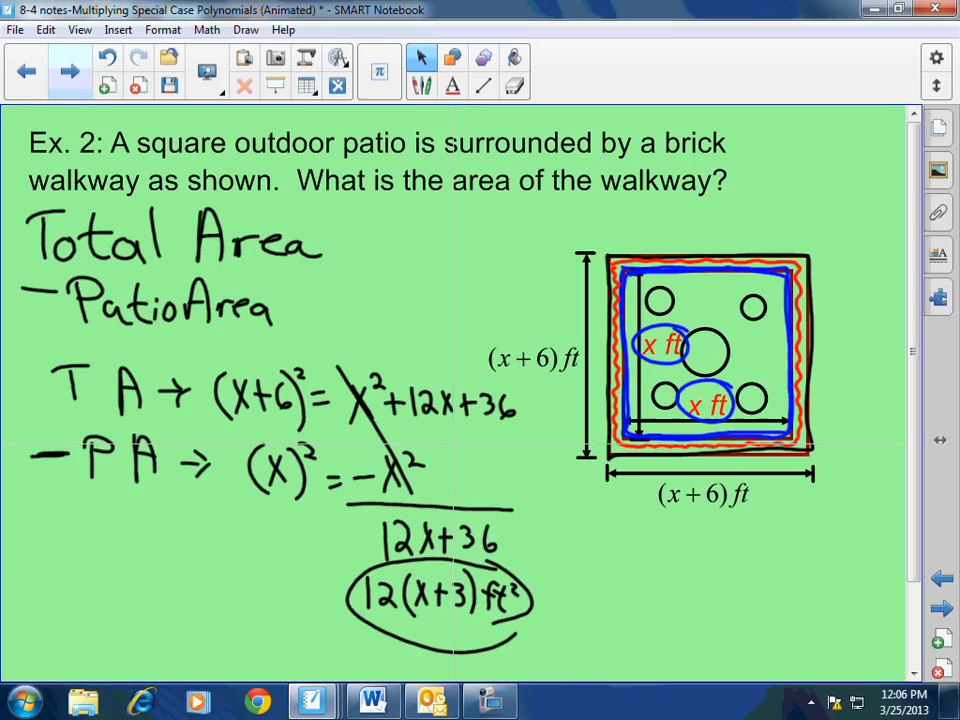 8-4 notes-Multiplying Special Case Polynomials (Animated) * - SMART Notebook
File Edit View Insert Format Math Draw Help
π
A
Ex. 2: A square outdoor patio is surrounded by a brick
walkway as shown. What is the area of the walkway?
Total Area
- Patio Area
T A → (x+6)² = x² + 12x + 36
- P A → (x)² = - x²
12x + 36
12(x+3) ft²
(x + 6) ft
x ft
x ft
(x + 6) ft
12:06 PM
3/25/2013